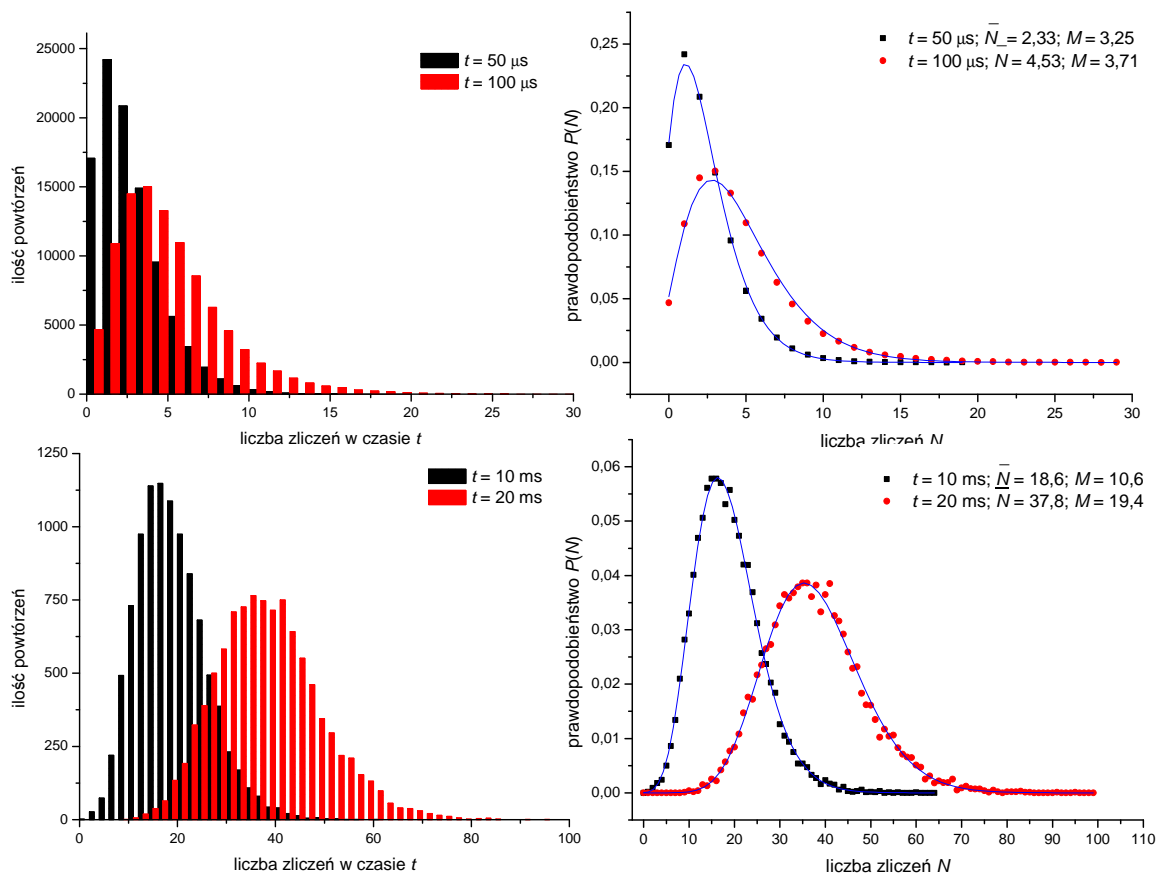 25000
20000
15000
10000
5000
0
ilość powtórzeń
0 5 10 15 20 25 30
liczba zliczeń w czasie t
t = 50 μs
t = 100 μs
0,25
0,20
0,15
0,10
0,05
0,00
prawdopodobieństwo P(N)
0 5 10 15 20 25 30
liczba zliczeń N
t = 50 μs; N̅ = 2,33; M = 3,25
t = 100 μs; N̅ = 4,53; M = 3,71
1250
1000
750
500
250
0
ilość powtórzeń
0 20 40 60 80 100
liczba zliczeń w czasie t
t = 10 ms
t = 20 ms
0,06
0,05
0,04
0,03
0,02
0,01
0,00
prawdopodobieństwo P(N)
0 10 20 30 40 50 60 70 80 90 100 110
liczba zliczeń N
t = 10 ms; N̅ = 18,6; M = 10,6
t = 20 ms; N̅ = 37,8; M = 19,4